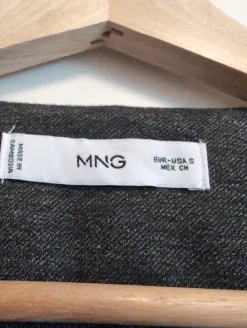 MADE IN
CAMBODIA
MNG
EUR-USA S
MEX CH